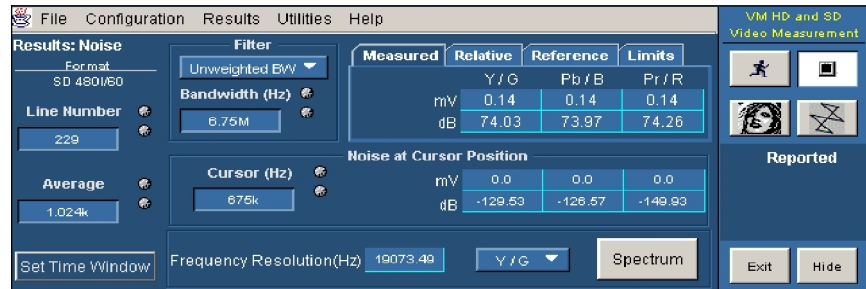 File Configuration Results Utilities Help
VM HD and SD
Video Measurement
Results: Noise
Format
SD 480I/60
Line Number
229
Average
1.024k
Set Time Window
Filter
Unweighted BW
Bandwidth (Hz)
6.75M
Measured Relative Reference Limits
Y/G Pb/B Pr/R
mV 0.14 0.14 0.14
dB 74.03 73.97 74.26
Noise at Cursor Position
Cursor (Hz)
675k
mV 0.0 0.0 0.0
dB -129.53 -126.57 -149.93
Frequency Resolution(Hz) 19073.49 Y/G Spectrum
Reported
Exit Hide